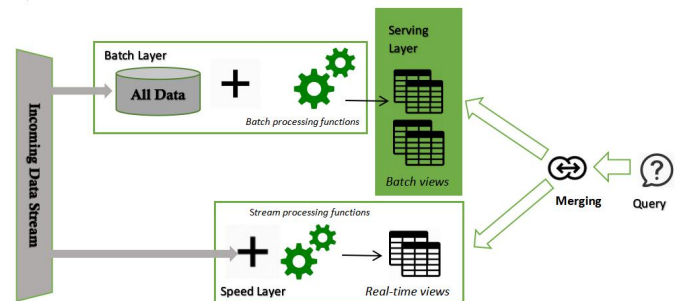 Serving
Layer
Batch Layer
All Data
Batch processing functions
Batch views
Incoming Data Stream
Merging
Query
Stream processing functions
Speed Layer
Real-time views